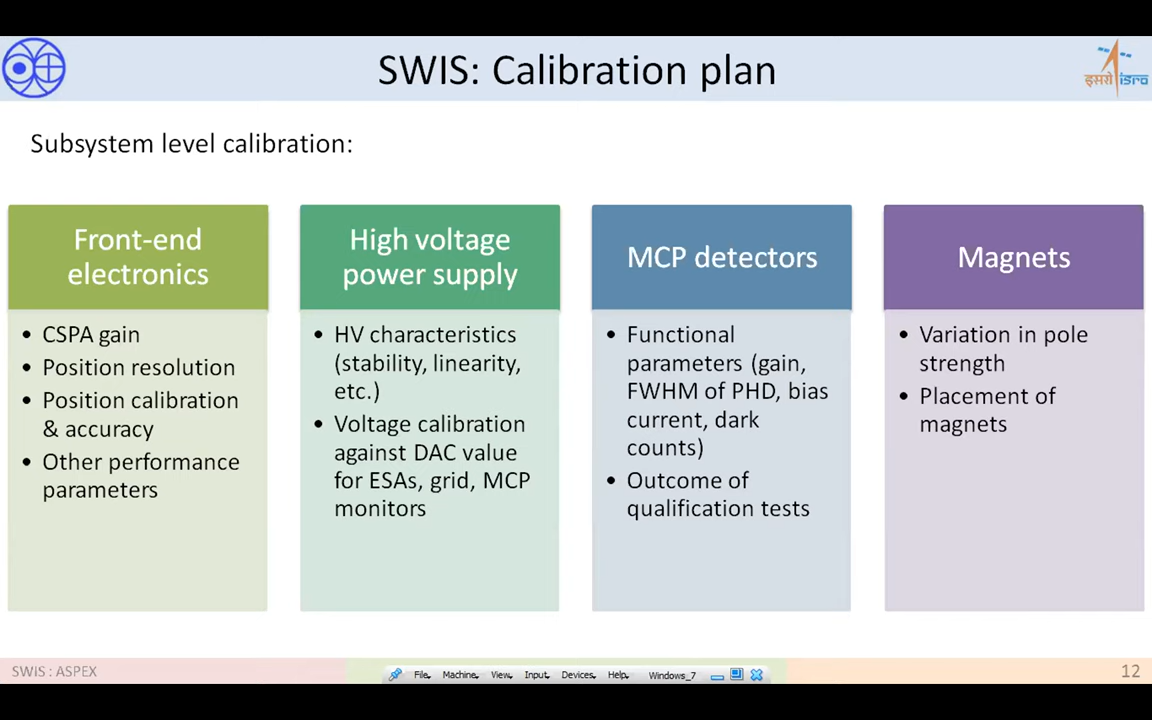 SWIS: Calibration plan
इसरो isro
Subsystem level calibration:
Front-end
electronics
• CSPA gain
• Position resolution
• Position calibration
& accuracy
• Other performance
parameters
High voltage
power supply
• HV characteristics
(stability, linearity,
etc.)
• Voltage calibration
against DAC value
for ESAs, grid, MCP
monitors
MCP detectors
• Functional
parameters (gain,
FWHM of PHD, bias
current, dark
counts)
• Outcome of
qualification tests
Magnets
• Variation in pole
strength
• Placement of
magnets
SWIS : ASPEX
File Machine View Input Devices Help Windows_7
12